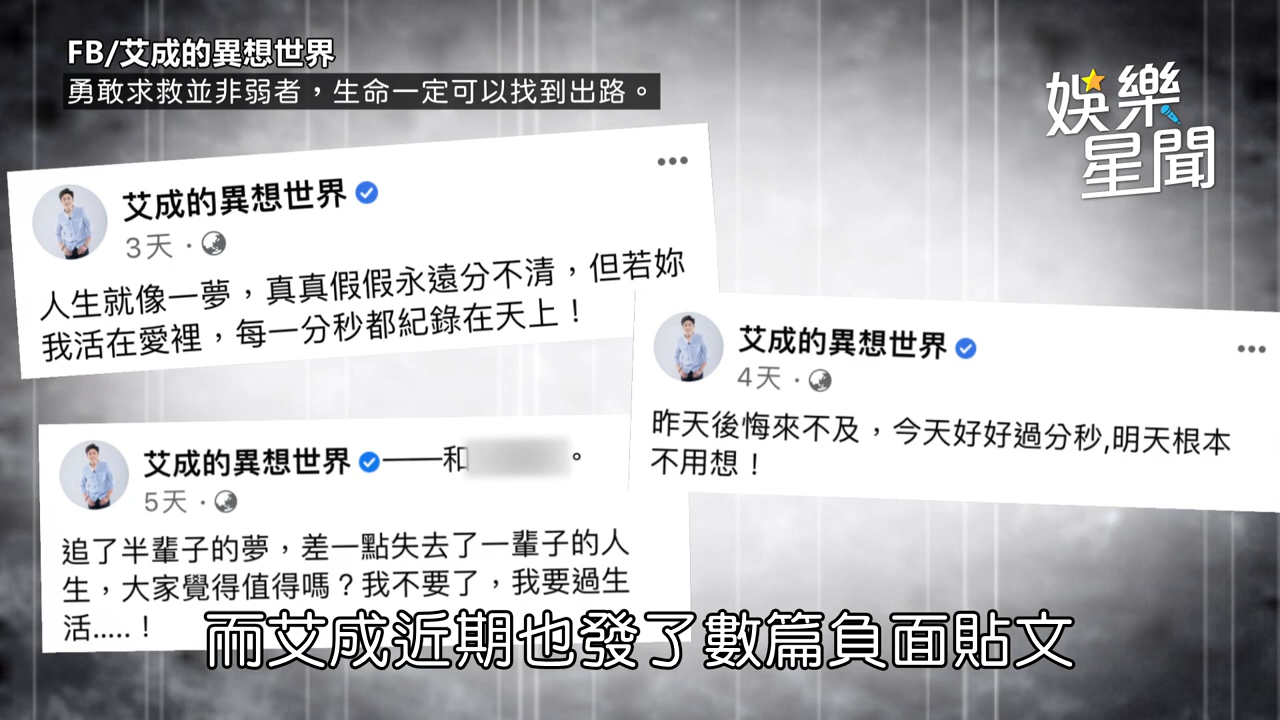 FB/艾成的異想世界
勇敢求救並非弱者，生命一定可以找到出路。
娛樂
星聞
艾成的異想世界
3天 ·
人生就像一夢，真真假假永遠分不清，但若妳
我活在愛裡，每一分秒都紀錄在天上！
艾成的異想世界
4天 ·
昨天後悔來不及，今天好好過分秒,明天根本
不用想！
艾成的異想世界——和 。
5天 ·
追了半輩子的夢，差一點失去了一輩子的人
生，大家覺得值得嗎？我不要了，我要過生
活.....！
而艾成近期也發了數篇負面貼文